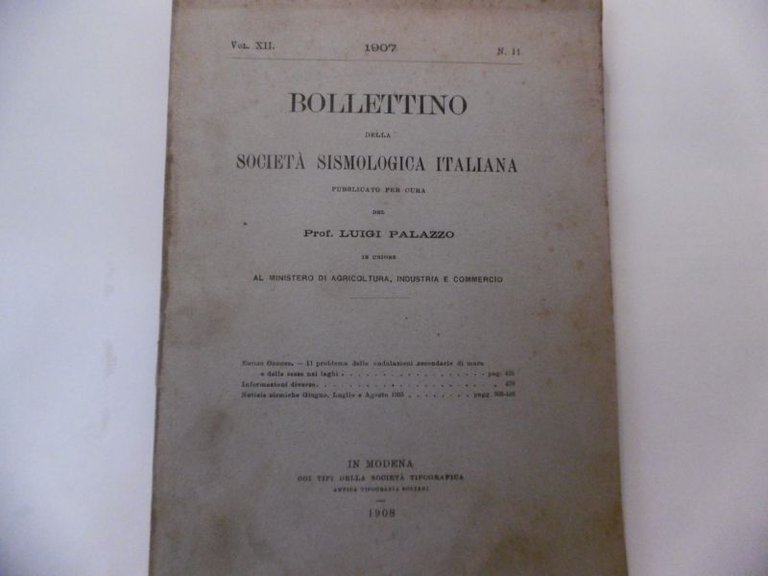 Vol. XII. 1907 N. 11
BOLLETTINO
DELLA
SOCIETÀ SISMOLOGICA ITALIANA
PUBBLICATO PER CURA
DEL
Prof. LUIGI PALAZZO
IN UNIONE
AL MINISTERO DI AGRICOLTURA, INDUSTRIA E COMMERCIO
— Il problema delle ondulazioni secondarie di mare
e delle sesse nei laghi . . . . . . . . . . . . . . . . . . pag.
Informazioni diverse. . . . . . . . . . . . . . . . . . . . . . »
Notizie sismiche Giugno, Luglio e Agosto . . . . . . . . pagg.
IN MODENA
COI TIPI DELLA SOCIETÀ TIPOGRAFICA
ANTICA TIPOGRAFIA SOLIANI
1908